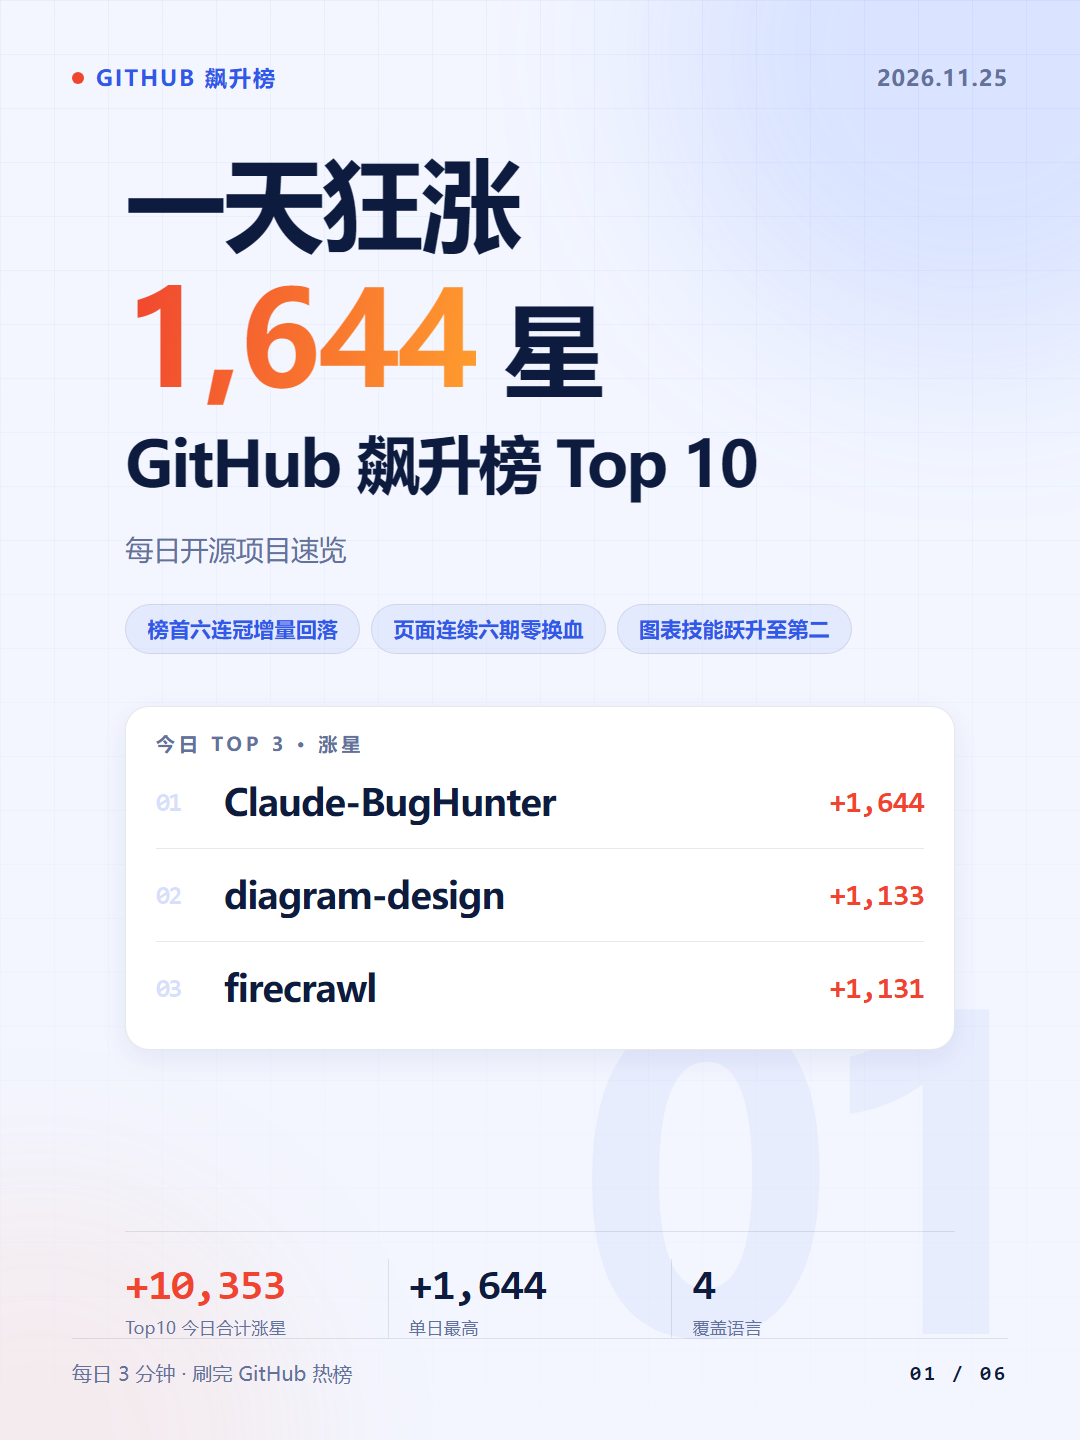 GITHUB 飙升榜
2026.11.25
一天狂涨
1,644 星
GitHub 飙升榜 Top 10
每日开源项目速览
榜首六连冠增量回落
页面连续六期零换血
图表技能跃升至第二
今日 TOP 3 • 涨星
01 Claude-BugHunter +1,644
02 diagram-design +1,133
03 firecrawl +1,131
01
+10,353
Top10 今日合计涨星
+1,644
单日最高
4
覆盖语言
每日 3 分钟 · 刷完 GitHub 热榜
01 / 06